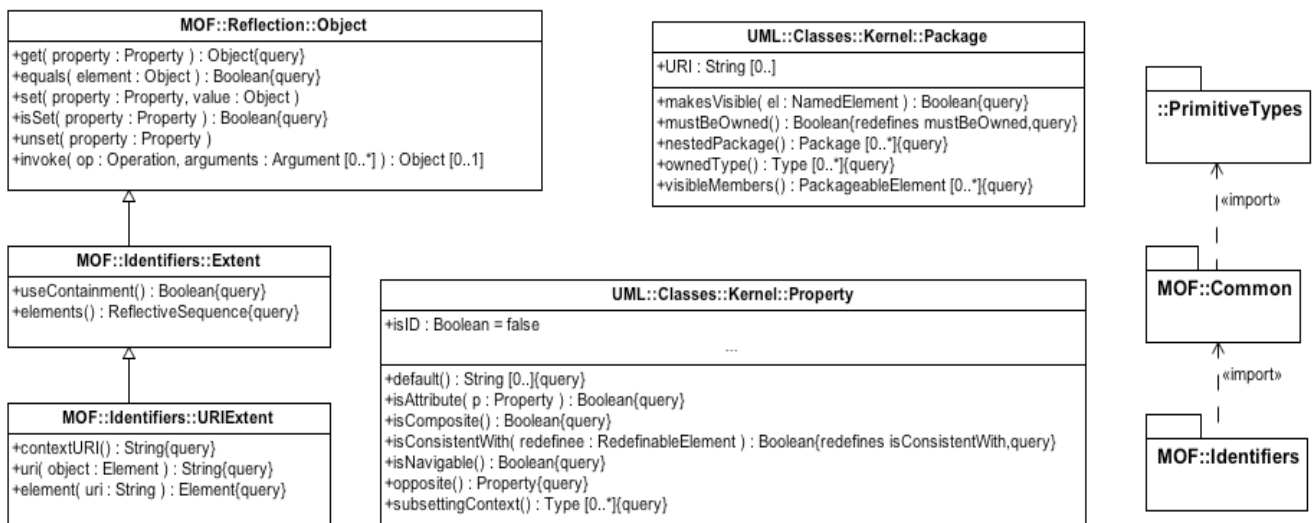 MOF::Reflection::Object
+get( property : Property ) : Object{query}
+equals( element : Object ) : Boolean{query}
+set( property : Property, value : Object )
+isSet( property : Property ) : Boolean{query}
+unset( property : Property )
+invoke( op : Operation, arguments : Argument [0..*] ) : Object [0..1]
MOF::Identifiers::Extent
+useContainment() : Boolean{query}
+elements() : ReflectiveSequence{query}
MOF::Identifiers::URIExtent
+contextURI() : String{query}
+uri( object : Element ) : String{query}
+element( uri : String ) : Element{query}
UML::Classes::Kernel::Package
+URI : String [0..]
+makesVisible( el : NamedElement ) : Boolean{query}
+mustBeOwned() : Boolean{redefines mustBeOwned,query}
+nestedPackage() : Package [0..*]{query}
+ownedType() : Type [0..*]{query}
+visibleMembers() : PackageableElement [0..*]{query}
UML::Classes::Kernel::Property
+isID : Boolean = false
...
+default() : String [0..]{query}
+isAttribute( p : Property ) : Boolean{query}
+isComposite() : Boolean{query}
+isConsistentWith( redefinee : RedefinableElement ) : Boolean{redefines isConsistentWith,query}
+isNavigable() : Boolean{query}
+opposite() : Property{query}
+subsettingContext() : Type [0..*]{query}
::PrimitiveTypes
«import»
MOF::Common
«import»
MOF::Identifiers